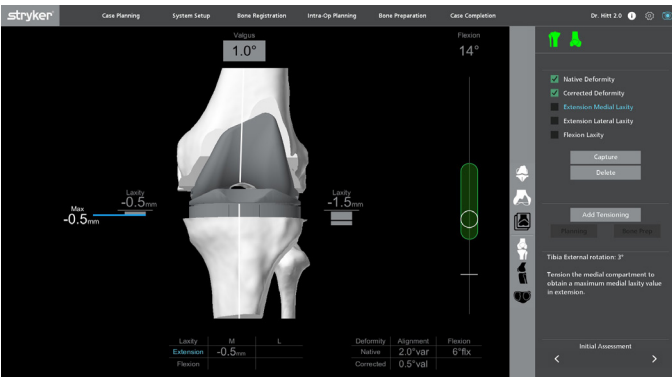 stryker
Case Planning
System Setup
Bone Registration
Intra-Op Planning
Bone Preparation
Case Completion
Dr. Hitt 2.0
Valgus
1.0°
Flexion
14°
Native Deformity
Corrected Deformity
Extension Medial Laxity
Extension Lateral Laxity
Flexion Laxity
Capture
Delete
Laxity
-0.5mm
Max
-0.5mm
Laxity
-1.5mm
Add Tensioning
Planning
Bone Prep
Tibia External rotation: 3°
Tension the medial compartment to
obtain a maximum medial laxity value
in extension.
Laxity M L
Extension -0.5mm
Flexion
Deformity Alignment Flexion
Native 2.0°var 6°flx
Corrected 0.5°val
Initial Assessment